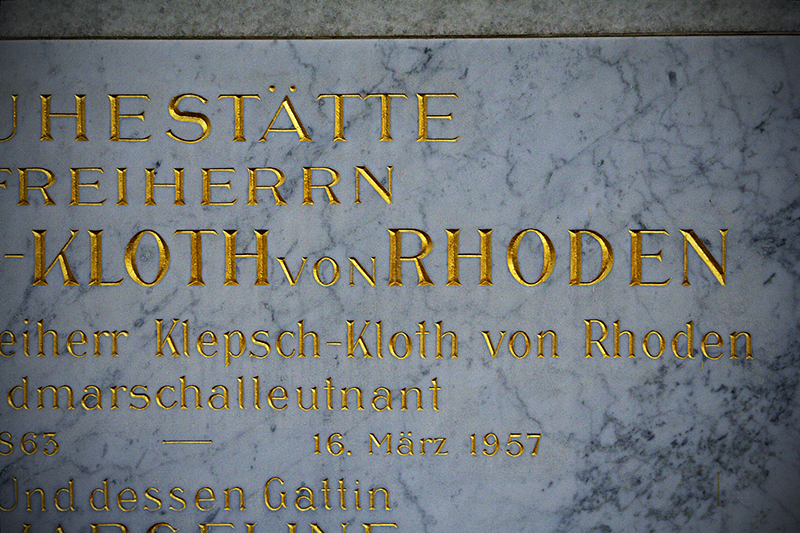 UHESTÄTTE
FREIHERRN
-KLOTH VON RHODEN
eiherr Klepsch-Kloth von Rhoden
dmarschalleutnant
863 — 16. März 1957
Und dessen Gattin